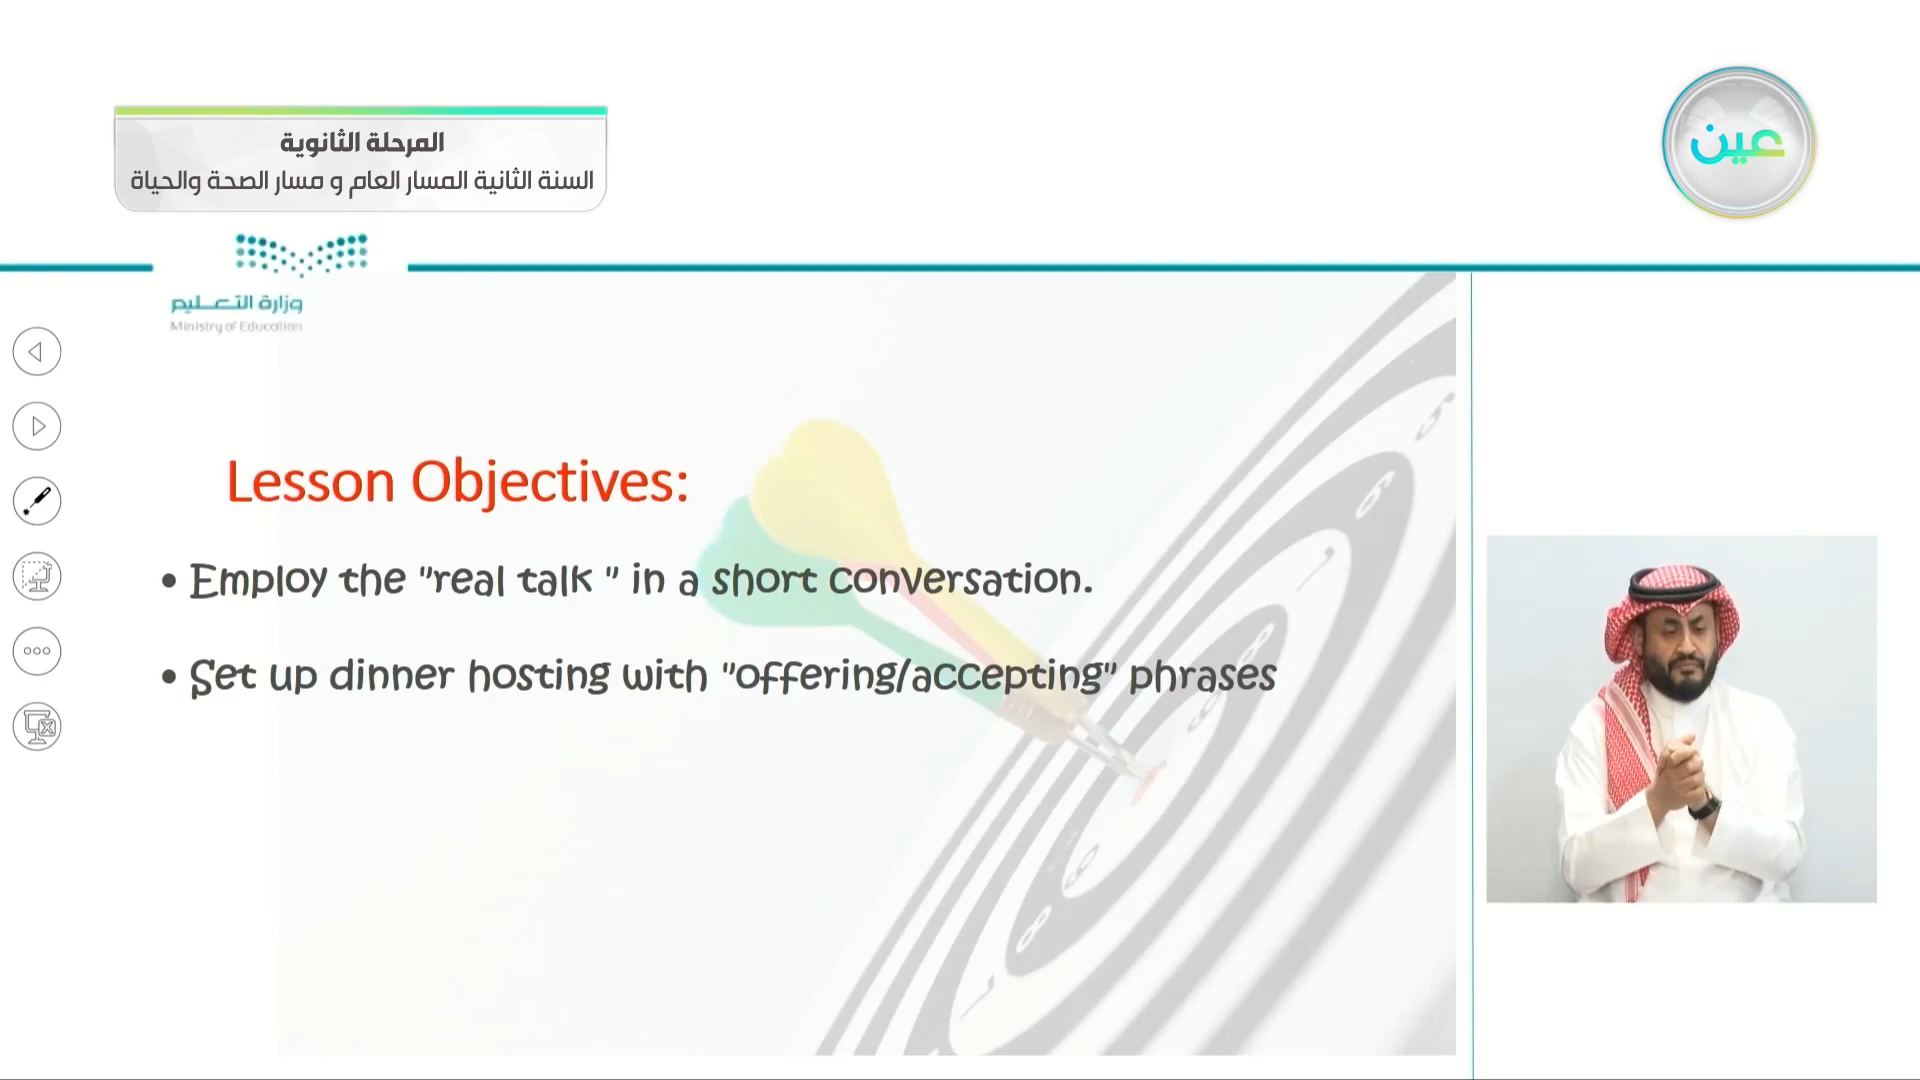 المرحلة الثانوية
السنة الثانية المسار العام و مسار الصحة والحياة
عين
وزارة التعليم
Ministry of Education
Lesson Objectives:
• Employ the "real talk " in a short conversation.
• Set up dinner hosting with "offering/accepting" phrases